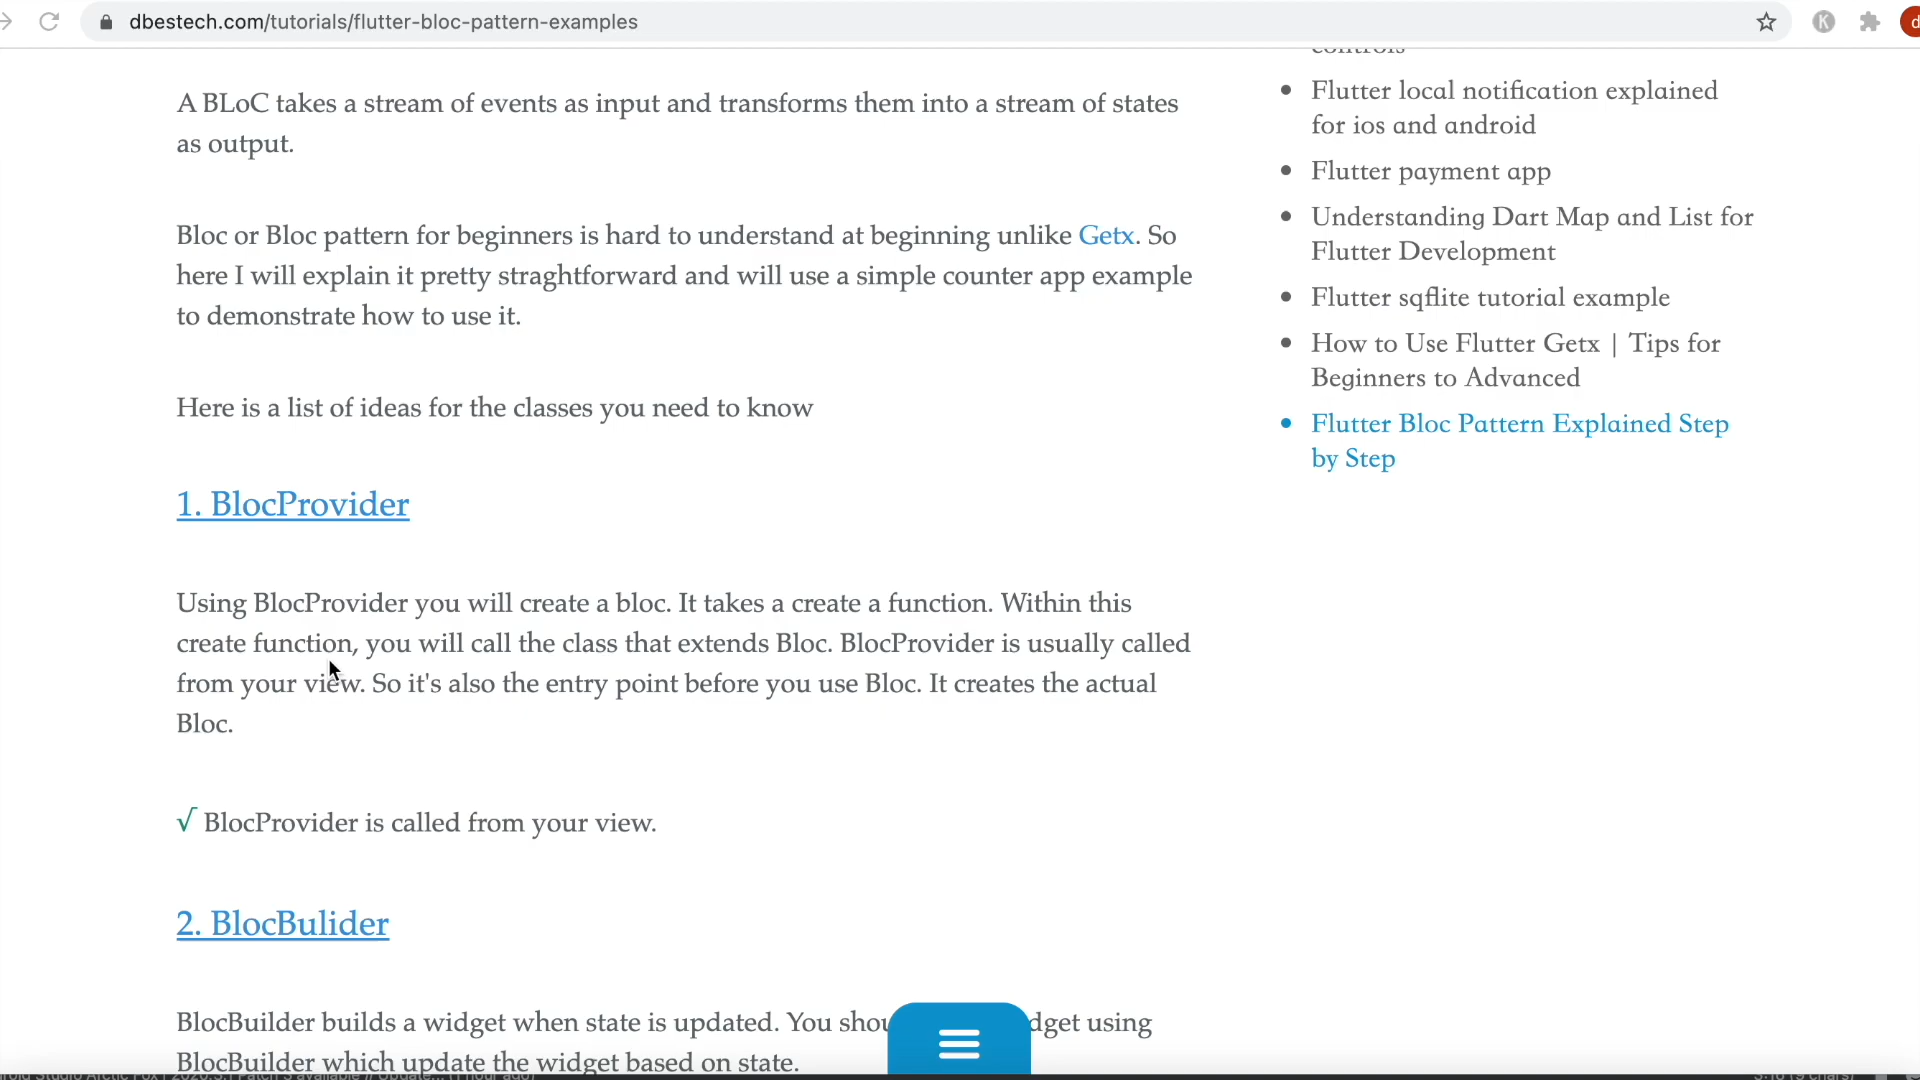 dbestech.com/tutorials/flutter-bloc-pattern-examples
K
d
A BLoC takes a stream of events as input and transforms them into a stream of states
as output.
Bloc or Bloc pattern for beginners is hard to understand at beginning unlike Getx. So
here I will explain it pretty straghtforward and will use a simple counter app example
to demonstrate how to use it.
Here is a list of ideas for the classes you need to know
1. BlocProvider
Using BlocProvider you will create a bloc. It takes a create a function. Within this
create function, you will call the class that extends Bloc. BlocProvider is usually called
from your view. So it's also the entry point before you use Bloc. It creates the actual
Bloc.
√ BlocProvider is called from your view.
2. BlocBulider
BlocBuilder builds a widget when state is updated. You using
BlocBuilder which update the widget based on state.
controls
Flutter local notification explained
for ios and android
Flutter payment app
Understanding Dart Map and List for
Flutter Development
Flutter sqflite tutorial example
How to Use Flutter Getx | Tips for
Beginners to Advanced
Flutter Bloc Pattern Explained Step
by Step